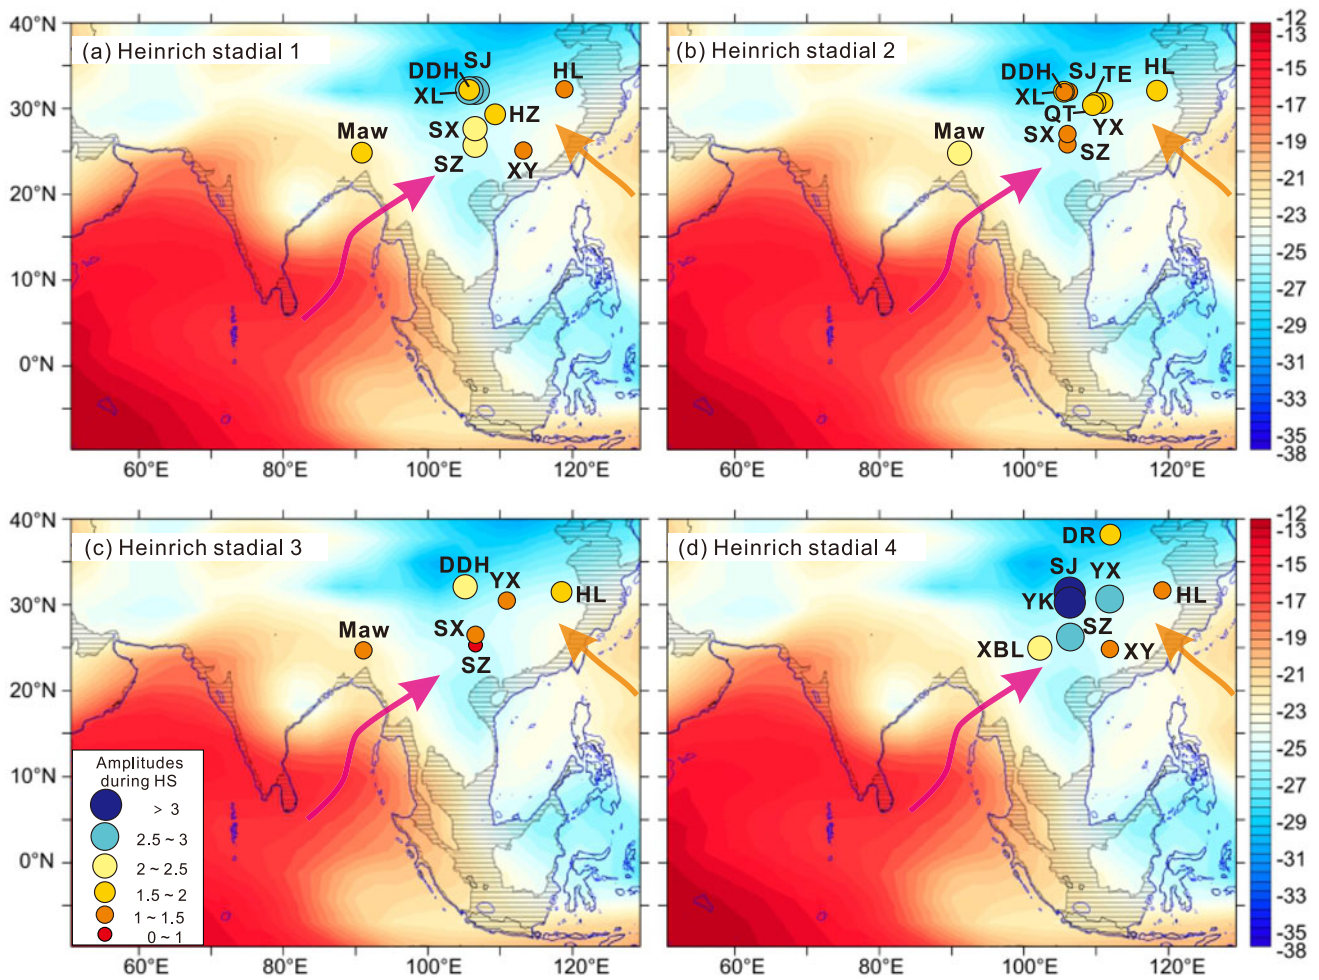 (a) Heinrich stadial 1
40°N
30°N
20°N
10°N
0°N
60°E
80°E
100°E
120°E
DDH
SJ
XL
HL
HZ
SX
SZ
Maw
XY
(b) Heinrich stadial 2
DDH
SJ
TE
HL
XL
QT
YX
SX
SZ
Maw
60°E
80°E
100°E
120°E
-12
-13
-15
-17
-19
-21
-23
-25
-27
-29
-31
-33
-35
-38
(c) Heinrich stadial 3
40°N
30°N
20°N
10°N
0°N
60°E
80°E
100°E
120°E
DDH
YX
HL
Maw
SX
SZ
Amplitudes
during HS
> 3
2.5 ~ 3
2 ~ 2.5
1.5 ~ 2
1 ~ 1.5
0 ~ 1
(d) Heinrich stadial 4
DR
SJ
YX
YK
HL
SZ
XBL
XY
60°E
80°E
100°E
120°E
-12
-13
-15
-17
-19
-21
-23
-25
-27
-29
-31
-33
-35
-38